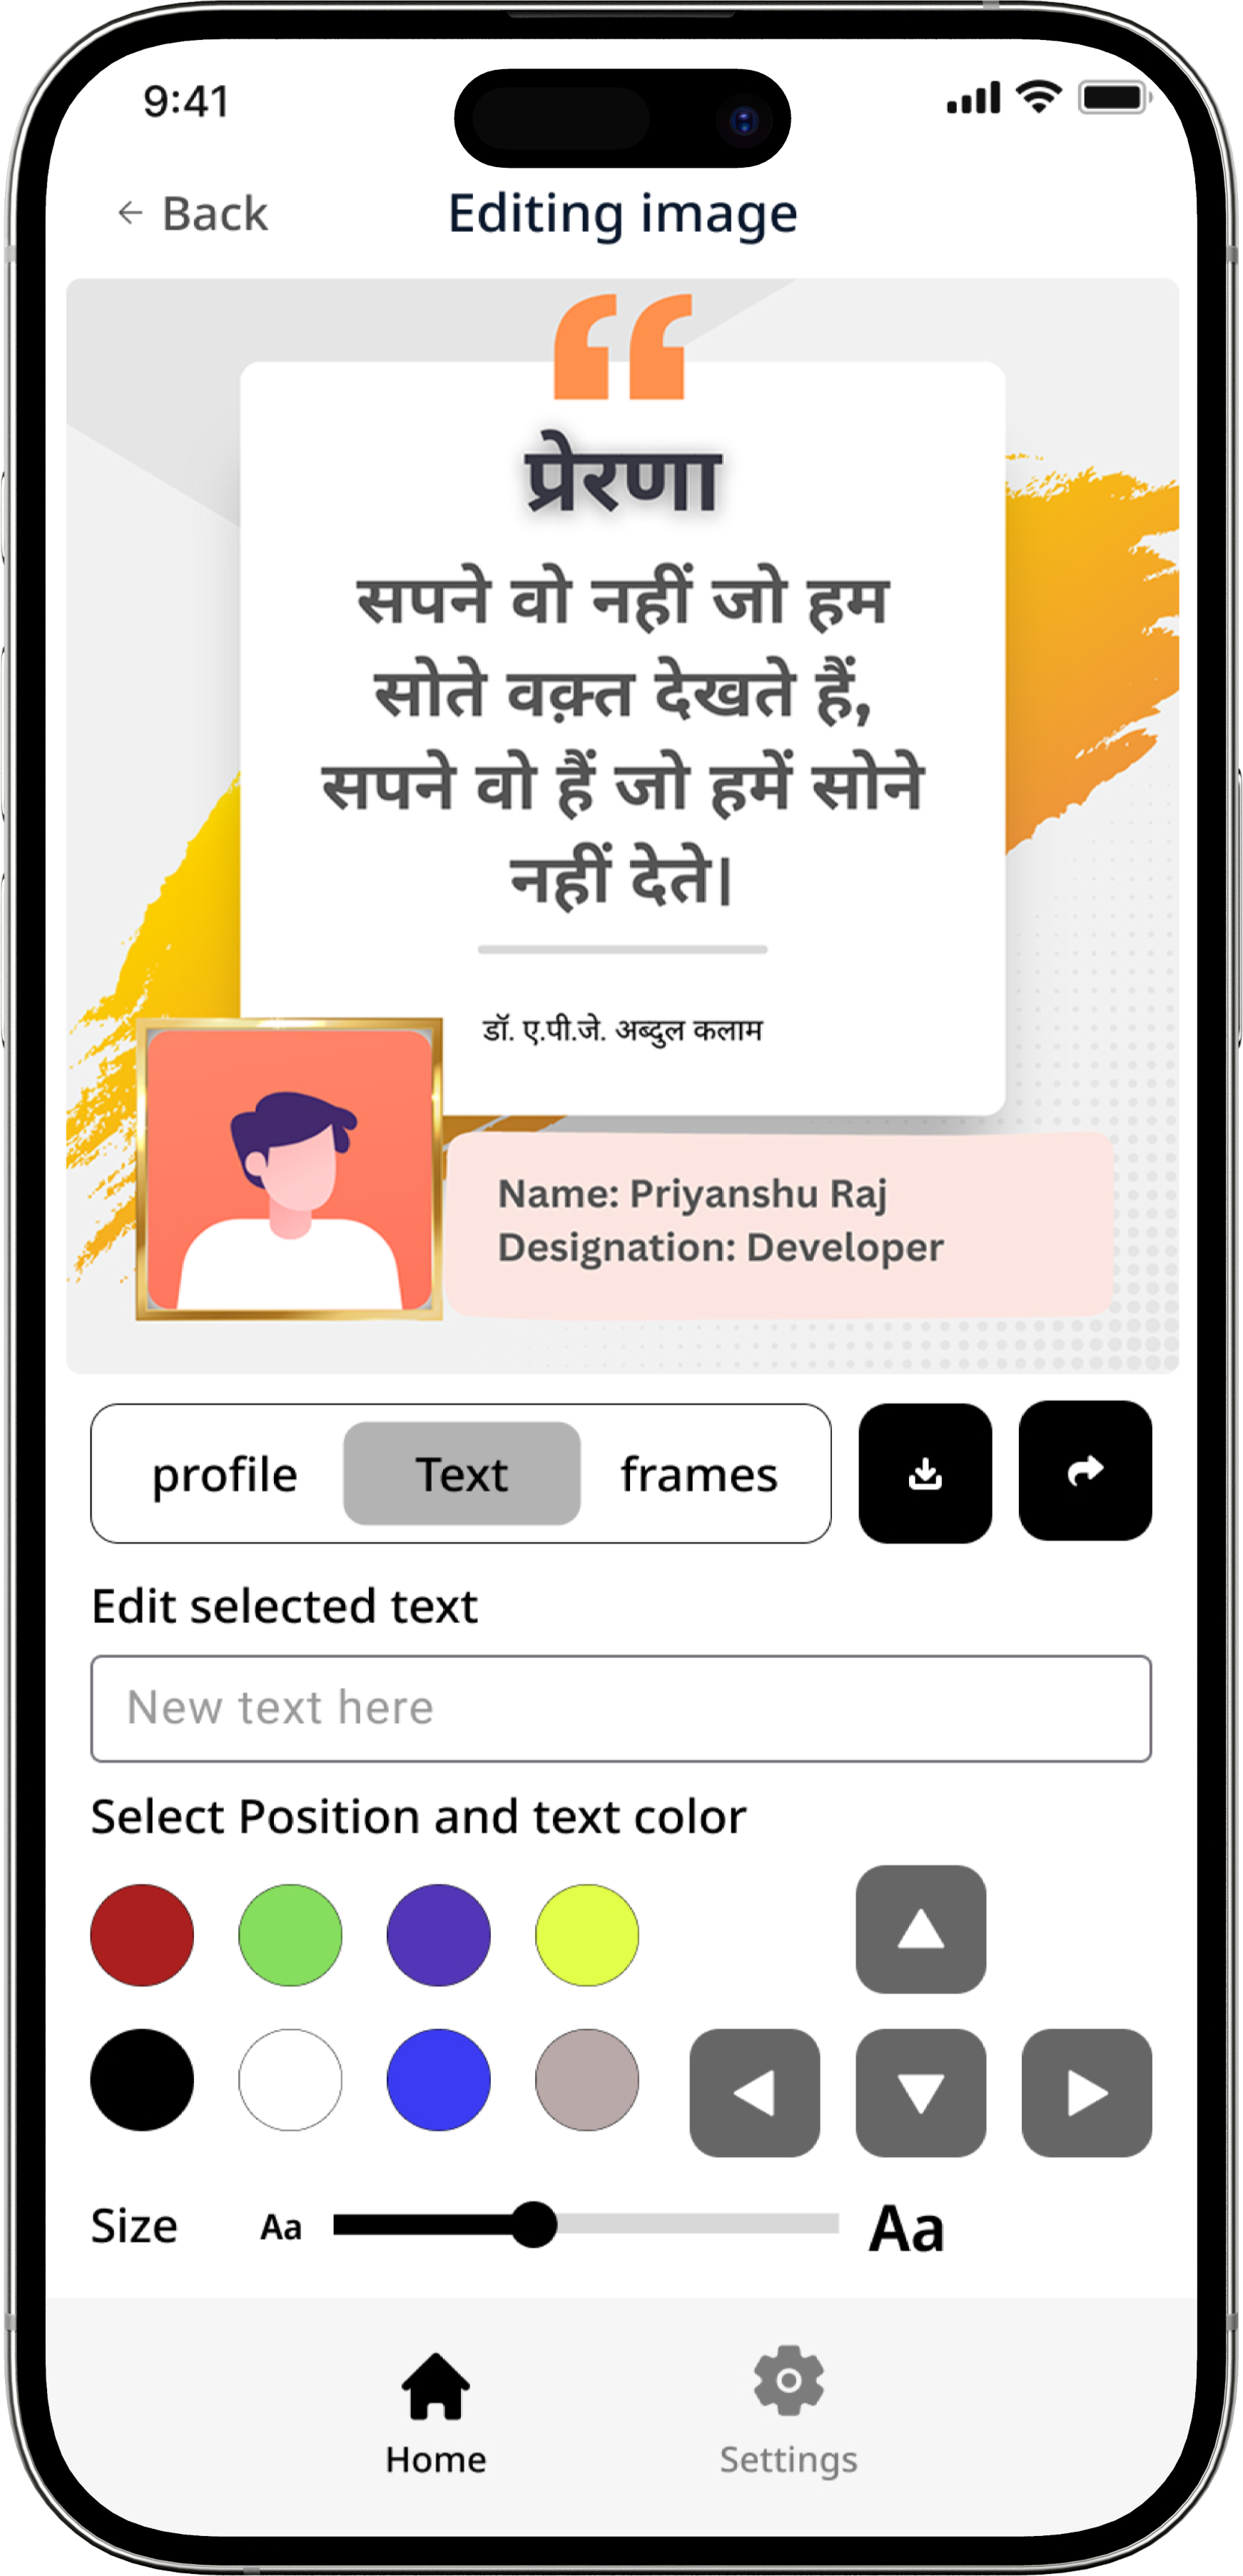 9:41
Back
Editing image
प्रेरणा
सपने वो नहीं जो हम
सोते वक़्त देखते हैं,
सपने वो हैं जो हमें सोने
नहीं देते।
डॉ. ए.पी.जे. अब्दुल कलाम
Name: Priyanshu Raj
Designation: Developer
profile Text frames
Edit selected text
New text here
Select Position and text color
Size Aa Aa
Home Settings